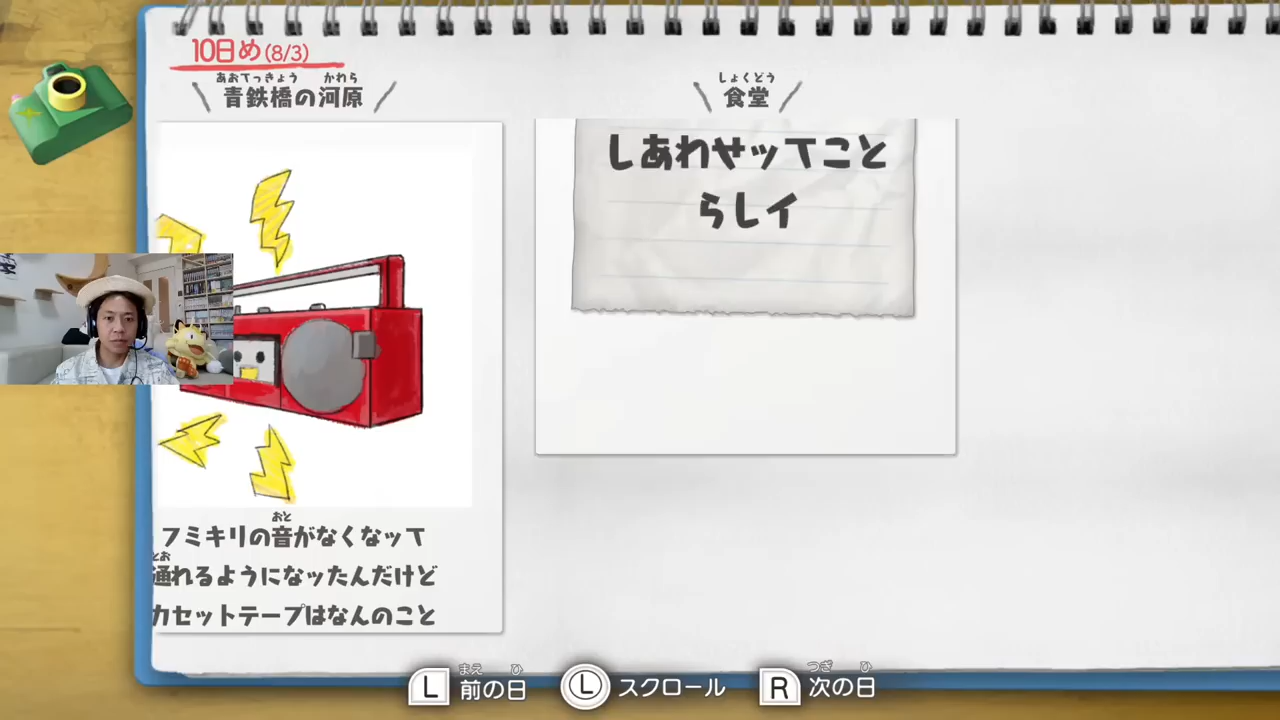 10日め(8/3)
あおてっきょう かわら
青鉄橋の河原
しょくどう
食堂
しあわせッてこと
らしイ
おと
フミキリの音がなくなッて
とお
通れるようになッたんだけど
カセットテープはなんのこと
まえ ひ
L 前の日
L スクロール
つぎ ひ
R 次の日